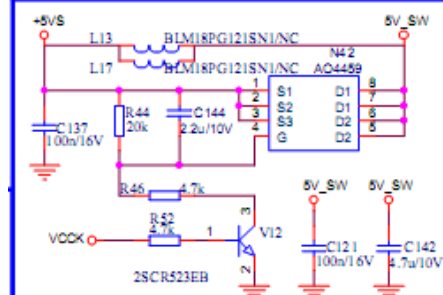 +5VS
5V_SW
L13 BLM18PG121SN1/NC
L17 BLM18PG121SN1/NC
N42
AO4459
1 S1 D1 8
2 S2 D1 7
3 S3 D2 6
4 G D2 5
R44
20k
C144
2.2u/10V
C137
100n/16V
R46 4.7k
3
R52
4.7k
VCCK
1
V12
2
2SCR523EB
5V_SW
5V_SW
C121
100n/16V
C142
4.7u/10V